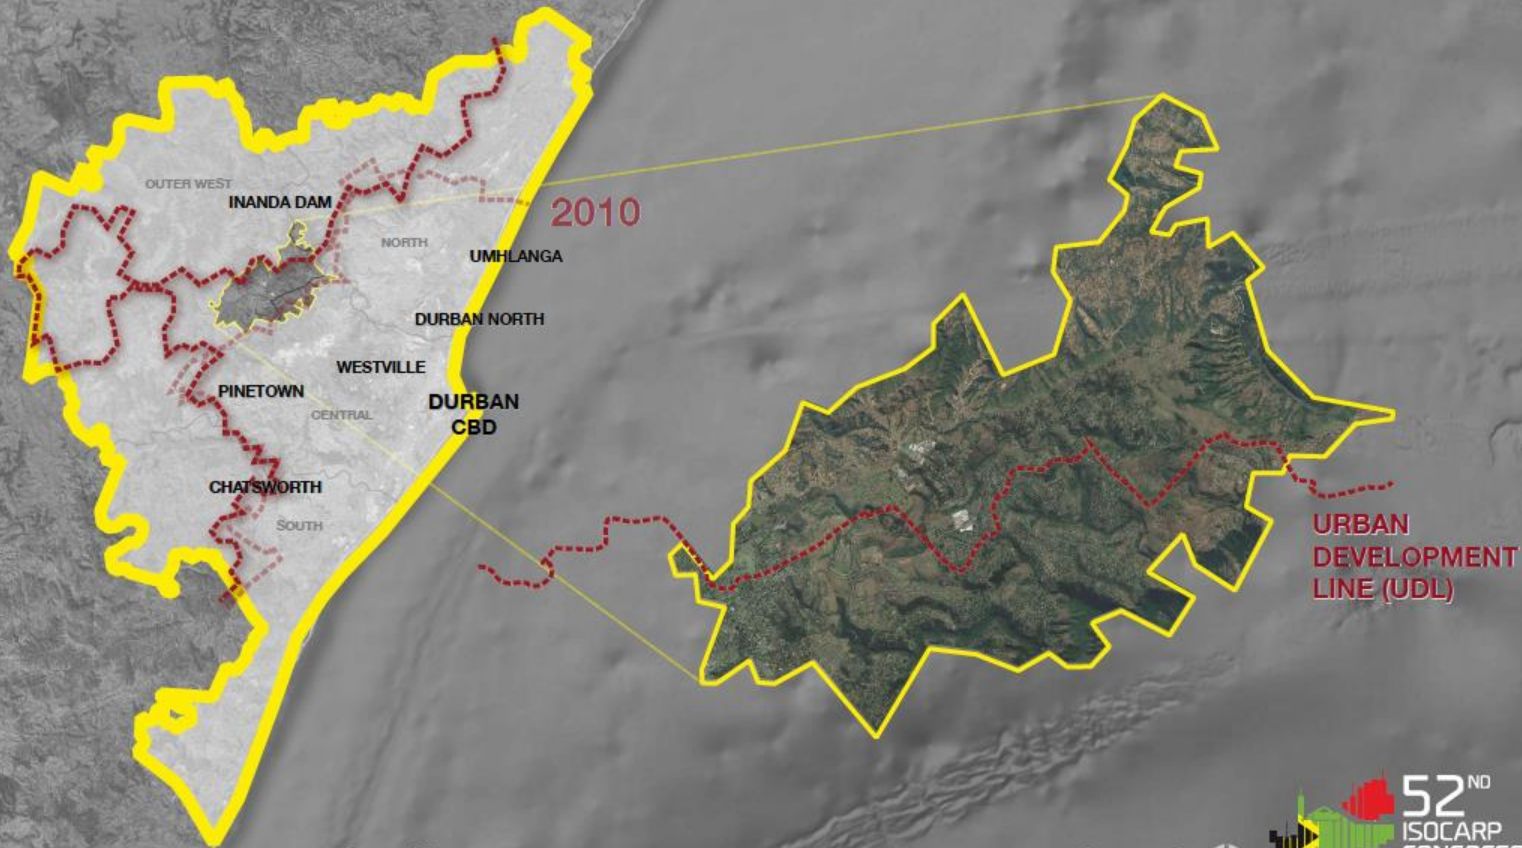 OUTER WEST
INANDA DAM
2010
NORTH
UMHLANGA
DURBAN NORTH
WESTVILLE
PINETOWN
CENTRAL
DURBAN
CBD
CHATSWORTH
SOUTH
URBAN
DEVELOPMENT
LINE (UDL)
52ND
ISOCARP
CONGRESS